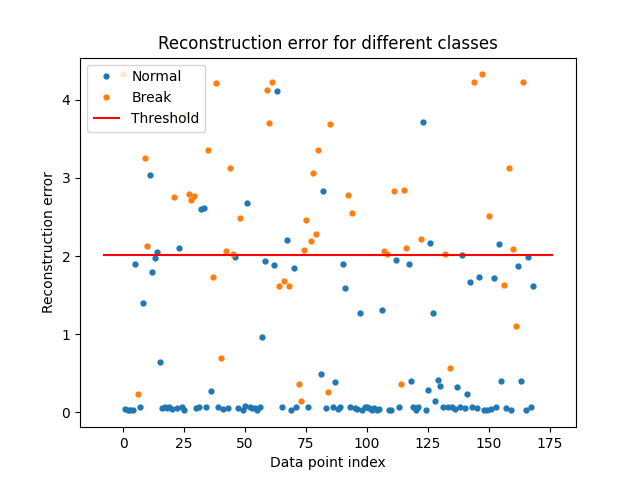 Reconstruction error for different classes
Normal
Break
Threshold
Reconstruction error
4
3
2
1
0
0 25 50 75 100 125 150 175
Data point index